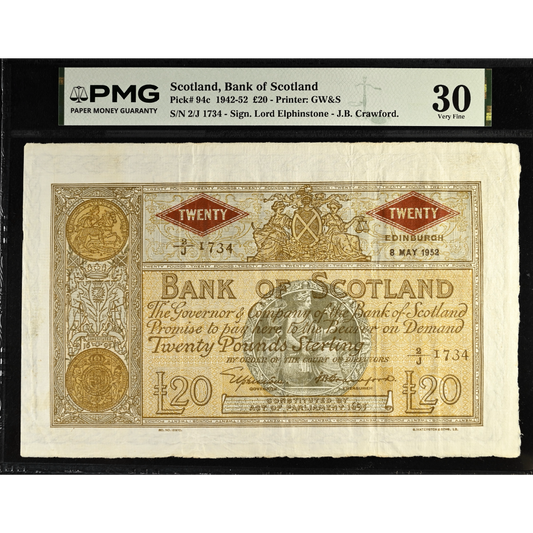 PMG
PAPER MONEY GUARANTY
Scotland, Bank of Scotland
Pick# 94c 1942-52 £20 - Printer: GW&S
S/N 2/J 1734 - Sign. Lord Elphinstone - J.B. Crawford.
30
Very Fine
TWENTY
TWENTY
2/J 1734
EDINBURGH
8 MAY 1952
BANK OF SCOTLAND
The Governor & Company of the Bank of Scotland
Promise to pay here to the Bearer on Demand
Twenty Pounds Sterling
BY ORDER OF THE COURT OF DIRECTORS
2/J 1734
Elphinstone J.B. Crawford
£20
£20
CONSTITUTED BY
ACT OF PARLIAMENT 1695